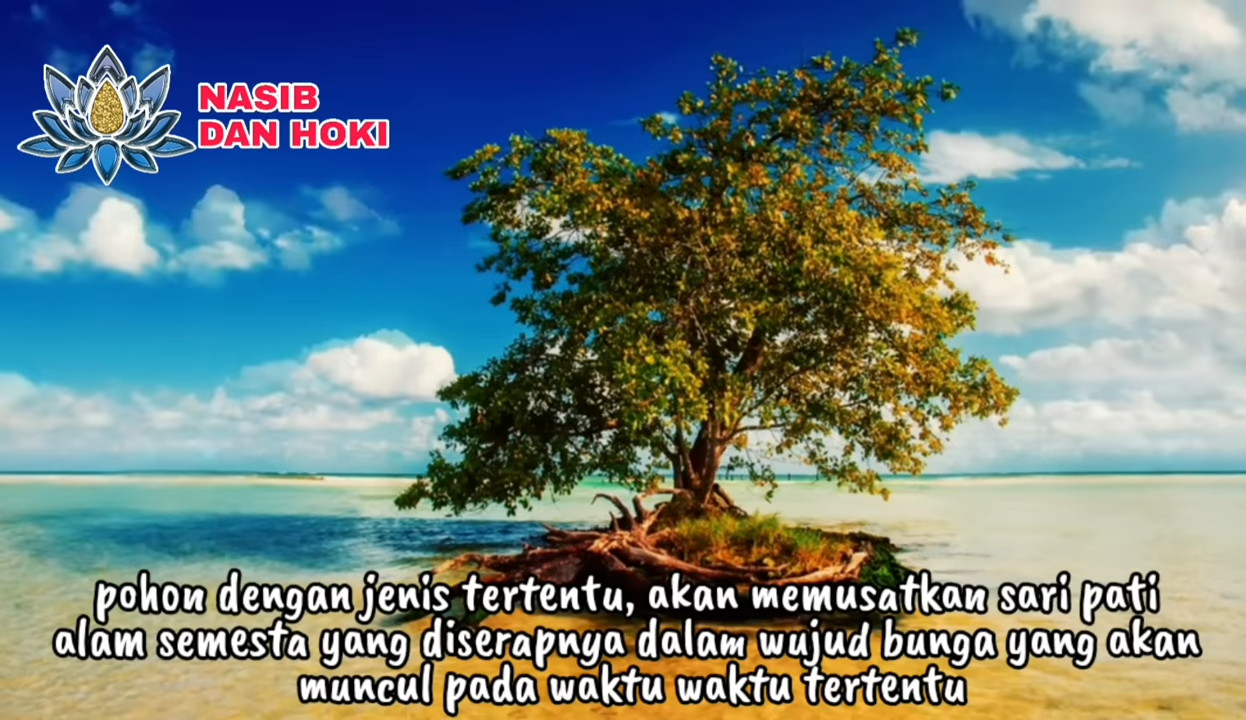 NASIB
DAN HOKI
pohon dengan jenis tertentu, akan memusatkan sari pati
alam semesta yang diserapnya dalam wujud bunga yang akan
muncul pada waktu waktu tertentu